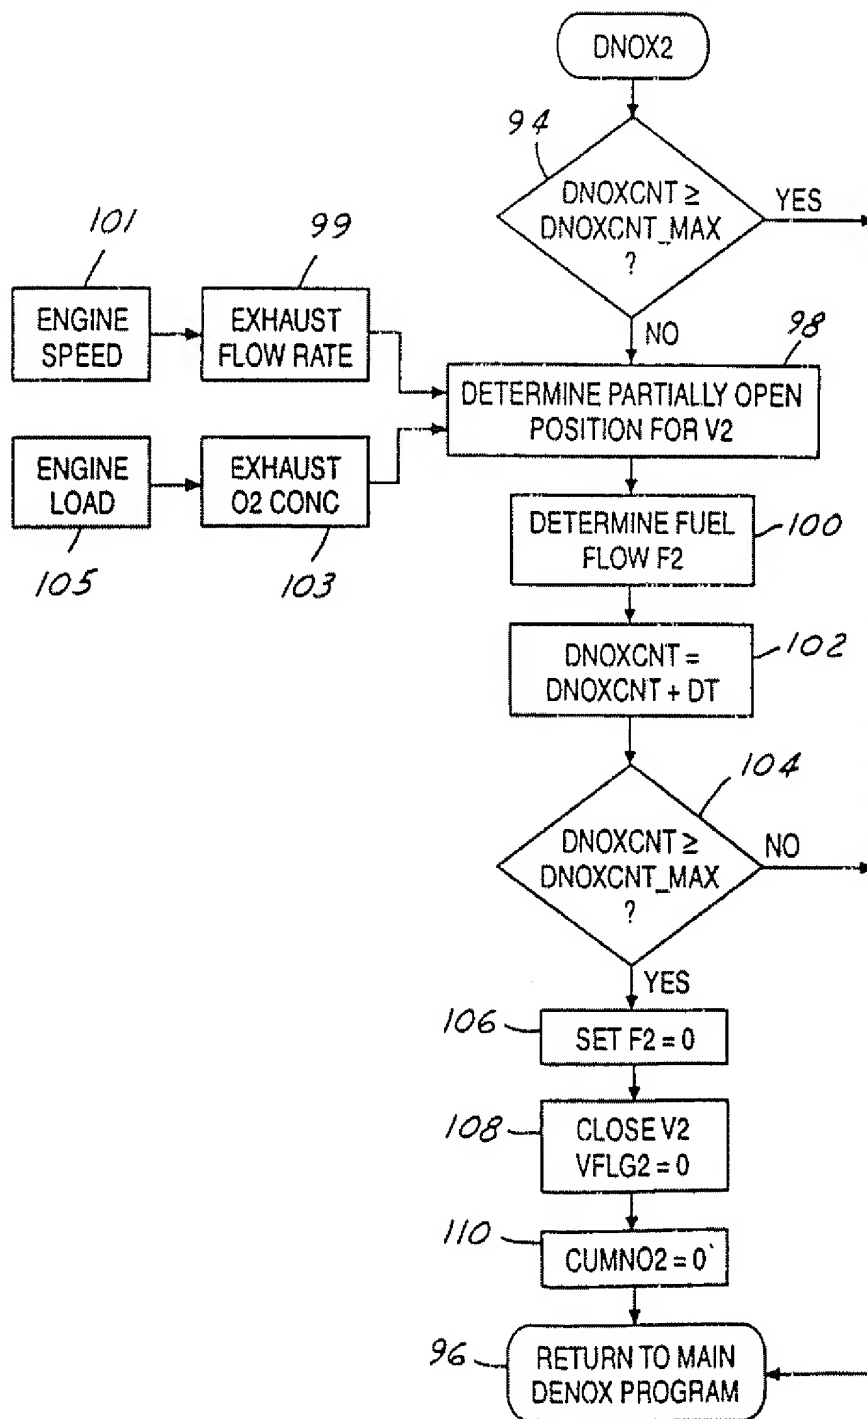 DNOX2
94
DNOXCNT ≥
DNOXCNT_MAX
?
YES
NO
101
ENGINE
SPEED
99
EXHAUST
FLOW RATE
98
DETERMINE PARTIALLY OPEN
POSITION FOR V2
ENGINE
LOAD
105
EXHAUST
O2 CONC
103
DETERMINE FUEL
FLOW F2
100
DNOXCNT =
DNOXCNT + DT
102
104
DNOXCNT ≥
DNOXCNT_MAX
?
NO
YES
106
SET F2 = 0
108
CLOSE V2
VFLG2 = 0
110
CUMNO2 = 0
96
RETURN TO MAIN
DENOX PROGRAM